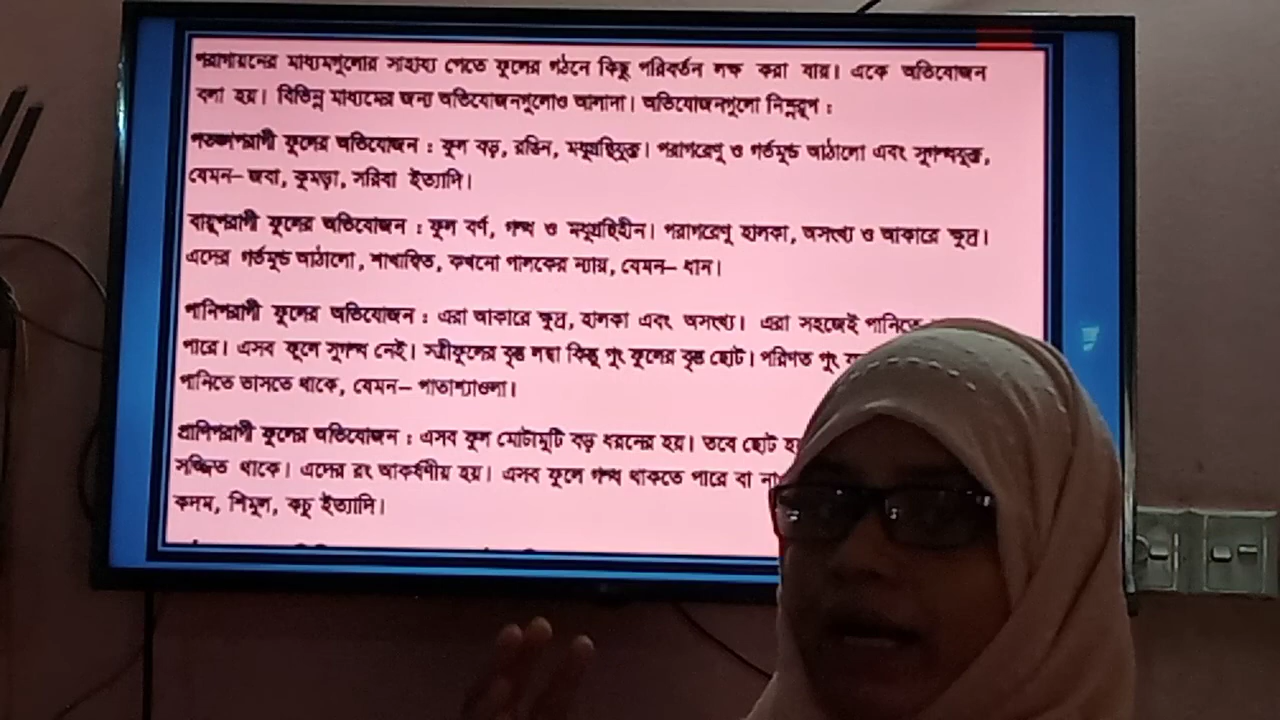 পরাগায়নের মাধ্যমগুলোর সাহায্য পেতে ফুলের গঠনে কিছু পরিবর্তন লক্ষ করা যায়। একে অভিযোজন
বলা হয়। বিভিন্ন মাধ্যমের জন্য অভিযোজনগুলোও আলাদা। অভিযোজনগুলো নিম্নরূপ :
পতঙ্গপরাগী ফুলের অভিযোজন : ফুল বড়, রঙিন, মধুগ্রন্থিযুক্ত। পরাগরেণু ও গর্ভমুন্ড আঠালো এবং সুগন্ধযুক্ত,
যেমন– জবা, কুমড়া, সরিষা ইত্যাদি।
বায়ুপরাগী ফুলের অভিযোজন : ফুল বর্ণ, গন্ধ ও মধুগ্রন্থিহীন। পরাগরেণু হালকা, অসংখ্য ও আকারে ক্ষুদ্র।
এদের গর্ভমুন্ড আঠালো, শাখান্বিত, কখনো পালকের ন্যায়, যেমন– ধান।
পানিপরাগী ফুলের অভিযোজন : এরা আকারে ক্ষুদ্র, হালকা এবং অসংখ্য। এরা সহজেই পানিতে
পারে। এসব ফুলে সুগন্ধ নেই। স্ত্রীফুলের বৃন্ত লম্বা কিন্তু পুং ফুলের বৃন্ত ছোট। পরিণত পুং
পানিতে ভাসতে থাকে, যেমন– পাতাশ্যাওলা।
প্রাণিপরাগী ফুলের অভিযোজন : এসব ফুল মোটামুটি বড় ধরনের হয়। তবে ছোট
সজ্জিত থাকে। এদের রং আকর্ষণীয় হয়। এসব ফুলে গন্ধ থাকতে পারে বা
কদম, শিমুল, কচু ইত্যাদি।